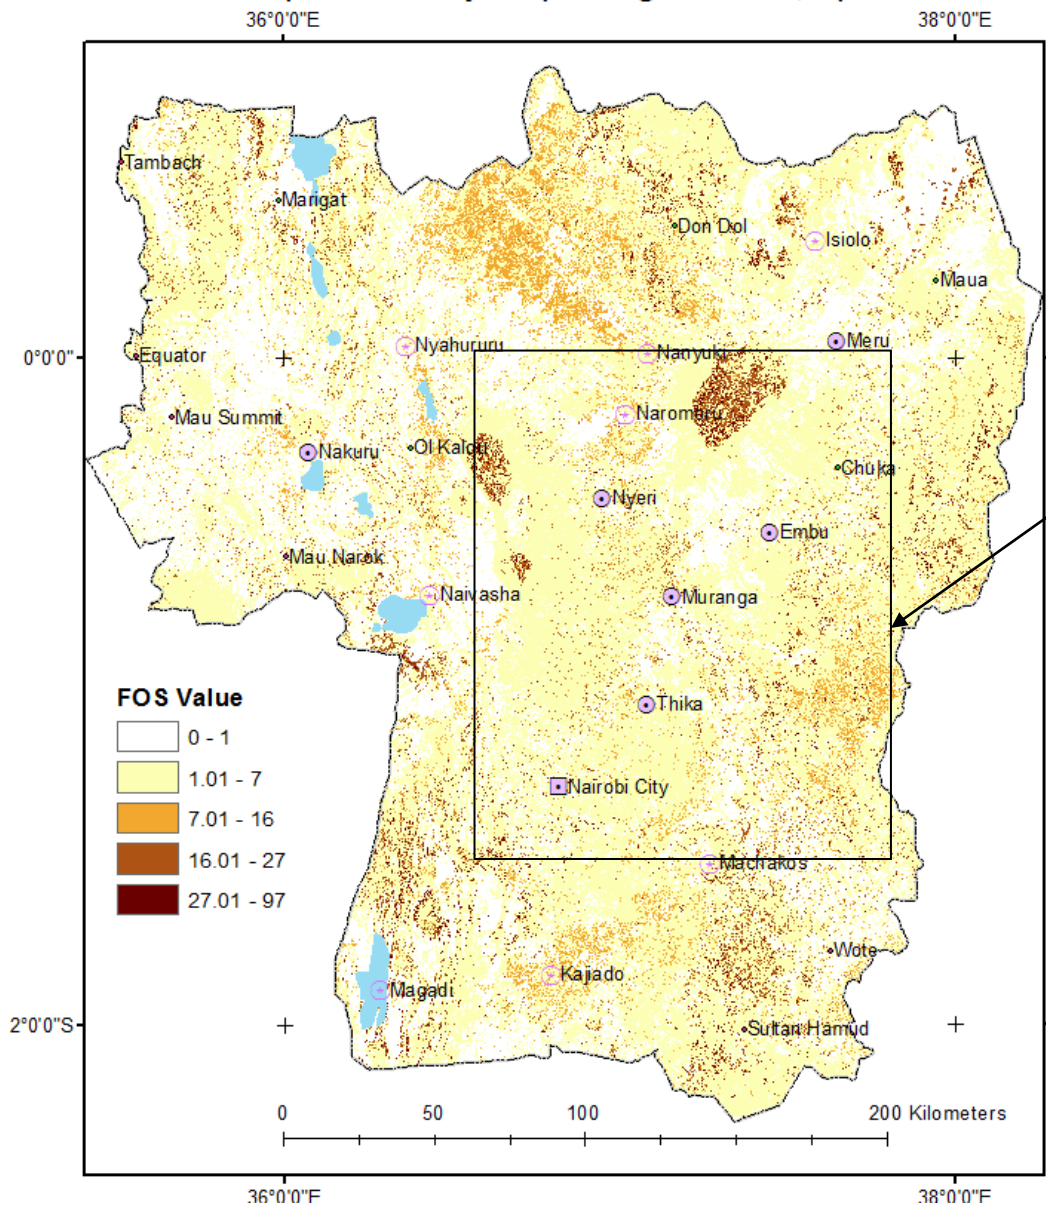 36°0'0"E 38°0'0"E
Tambach
Marigat
Don Dol
Isiolo
Maua
Meru
Nyahururu
Nanyuki
0°0'0"
Equator
Naromoru
Mau Summit
Ol Kalou
Nakuru
Chuka
Nyeri
Embu
Mau Narok
Naivasha
Muranga
FOS Value
0 - 1
1.01 - 7
7.01 - 16
16.01 - 27
27.01 - 97
Thika
Nairobi City
Machakos
Wote
Kajiado
Magadi
2°0'0"S
Sultan Hamud
0 50 100 200 Kilometers
36°0'0"E 38°0'0"E